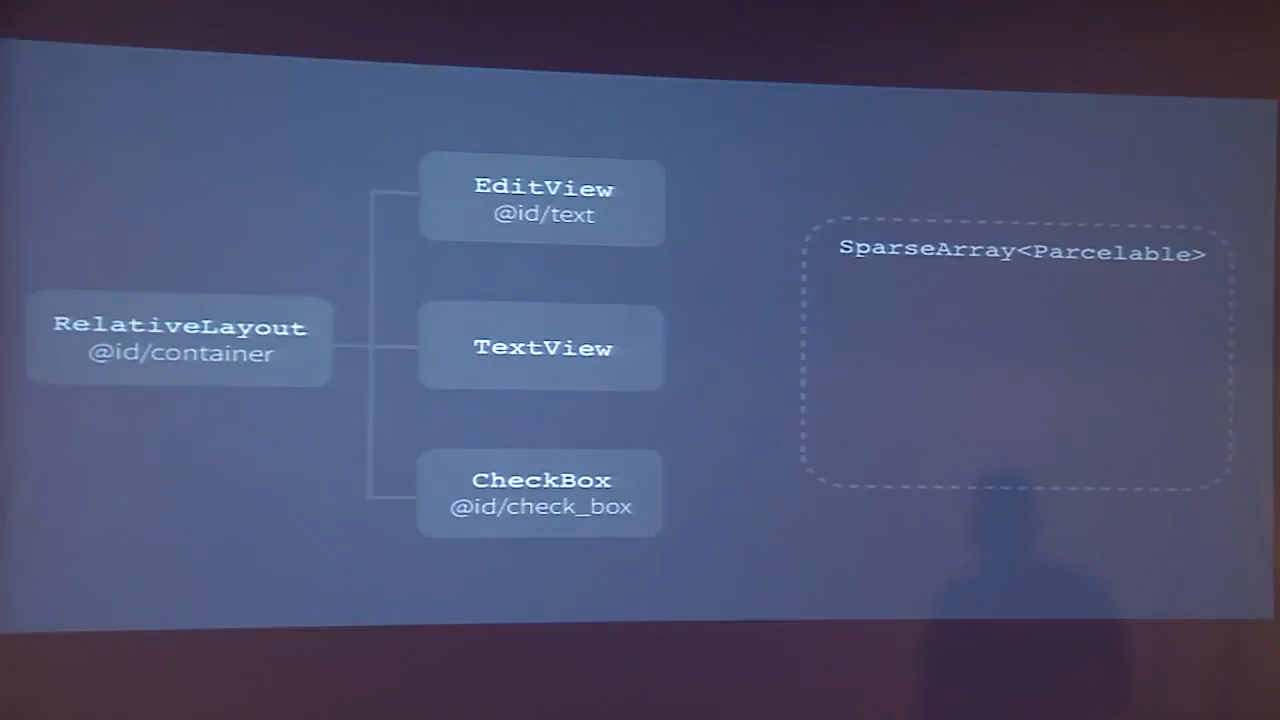 EditView
@id/text
SparseArray<Parcelable>
RelativeLayout
@id/container
TextView
CheckBox
@id/check_box